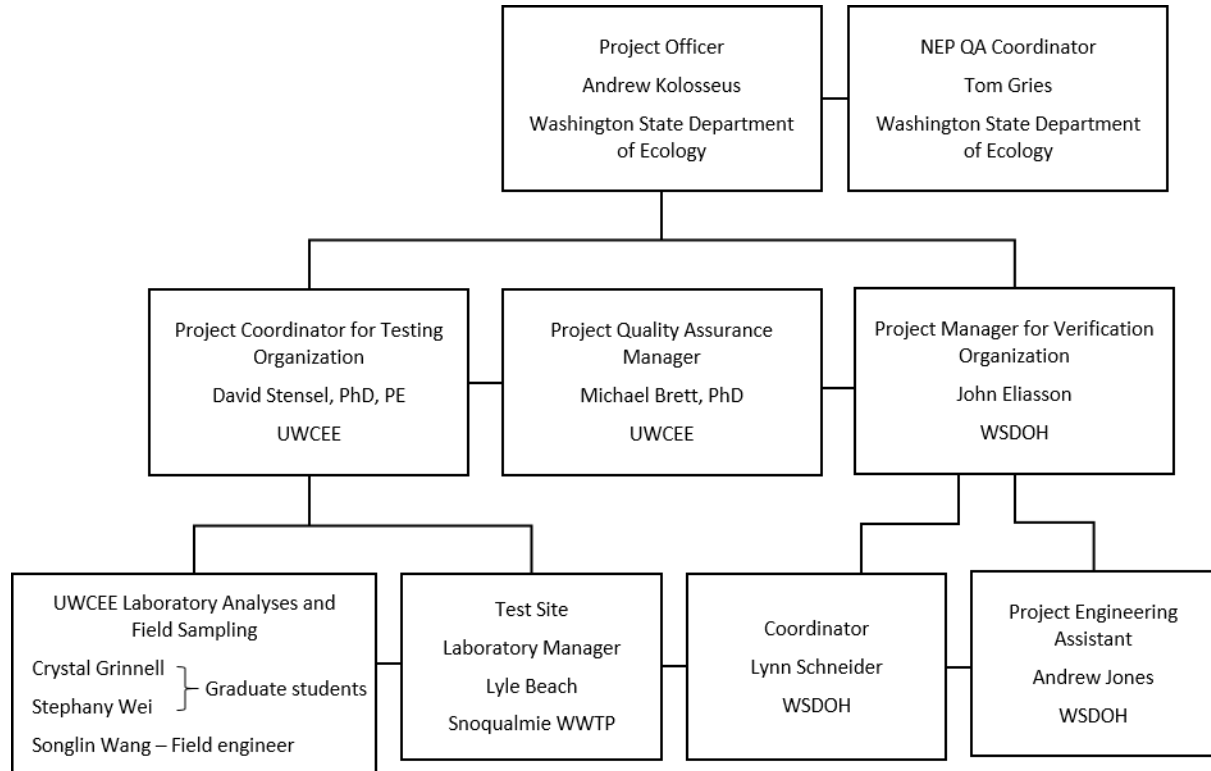 Project Officer
Andrew Kolosseus
Washington State Department
of Ecology
NEP QA Coordinator
Tom Gries
Washington State Department
of Ecology
Project Coordinator for Testing
Organization
David Stensel, PhD, PE
UWCEE
Project Quality Assurance
Manager
Michael Brett, PhD
UWCEE
Project Manager for Verification
Organization
John Eliasson
WSDOH
UWCEE Laboratory Analyses and
Field Sampling
Crystal Grinnell
Stephany Wei
Graduate students
Songlin Wang – Field engineer
Test Site
Laboratory Manager
Lyle Beach
Snoqualmie WWTP
Coordinator
Lynn Schneider
WSDOH
Project Engineering
Assistant
Andrew Jones
WSDOH